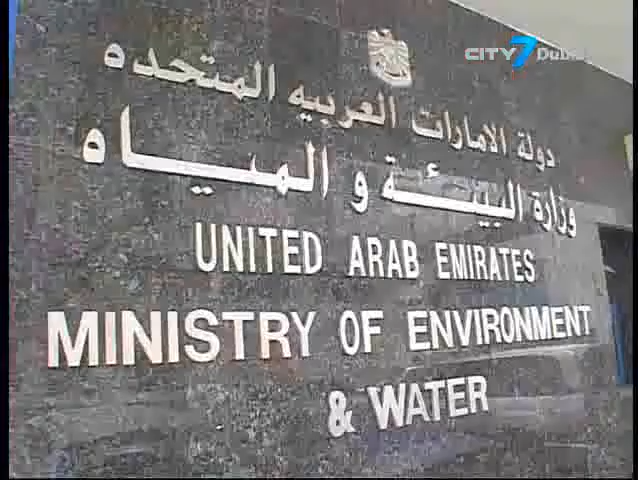 CITY 7 Dubai
دولة الامارات العربيه المتحده
وزارة البيئة و المياه
UNITED ARAB EMIRATES
MINISTRY OF ENVIRONMENT
& WATER